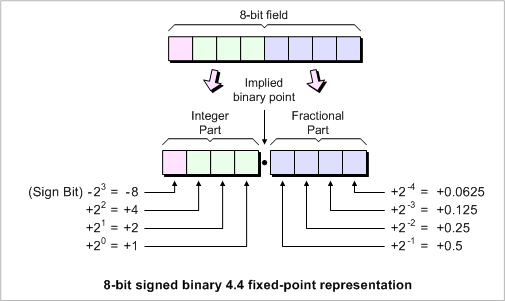 8-bit field
Implied
binary point
Integer
Part
Fractional
Part
(Sign Bit) -2³ = -8
+2² = +4
+2¹ = +2
+2⁰ = +1
+2⁻⁴ = +0.0625
+2⁻³ = +0.125
+2⁻² = +0.25
+2⁻¹ = +0.5
8-bit signed binary 4.4 fixed-point representation